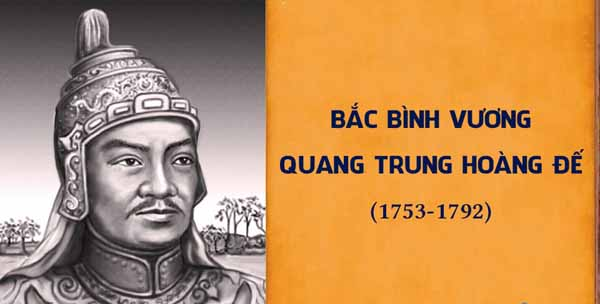 BẮC BÌNH VƯƠNG
QUANG TRUNG HOÀNG ĐẾ
(1753-1792)